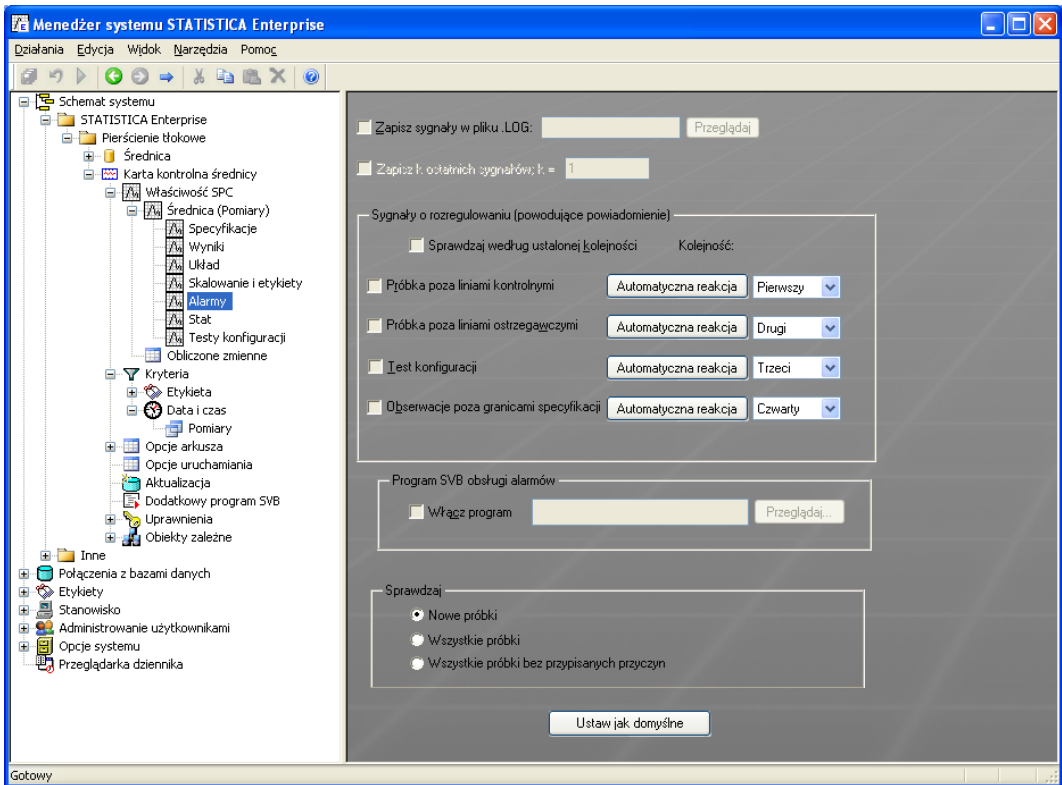 Menedżer systemu STATISTICA Enterprise
Działania Edycja Widok Narzędzia Pomoc
Schemat systemu
STATISTICA Enterprise
Pierścienie tłokowe
Średnica
Karta kontrolna średnicy
Właściwość SPC
Średnica (Pomiary)
Specyfikacje
Wyniki
Układ
Skalowanie i etykiety
Alarmy
Stat
Testy konfiguracji
Obliczone zmienne
Kryteria
Etykieta
Data i czas
Pomiary
Opcje arkusza
Opcje uruchamiania
Aktualizacja
Dodatkowy program SVB
Uprawnienia
Obiekty zależne
Inne
Połączenia z bazami danych
Etykiety
Stanowisko
Administrowanie użytkownikami
Opcje systemu
Przeglądarka dziennika
Zapisz sygnały w pliku .LOG: Przeglądaj
Zapisz k ostatnich sygnałów; k = 1
Sygnały o rozregulowaniu (powodujące powiadomienie)
Sprawdzaj według ustalonej kolejności Kolejność:
Próbka poza liniami kontrolnymi Automatyczna reakcja Pierwszy
Próbka poza liniami ostrzegawczymi Automatyczna reakcja Drugi
Test konfiguracji Automatyczna reakcja Trzeci
Obserwacje poza granicami specyfikacji Automatyczna reakcja Czwarty
Program SVB obsługi alarmów
Włącz program Przeglądaj...
Sprawdzaj
Nowe próbki
Wszystkie próbki
Wszystkie próbki bez przypisanych przyczyn
Ustaw jak domyślne
Gotowy